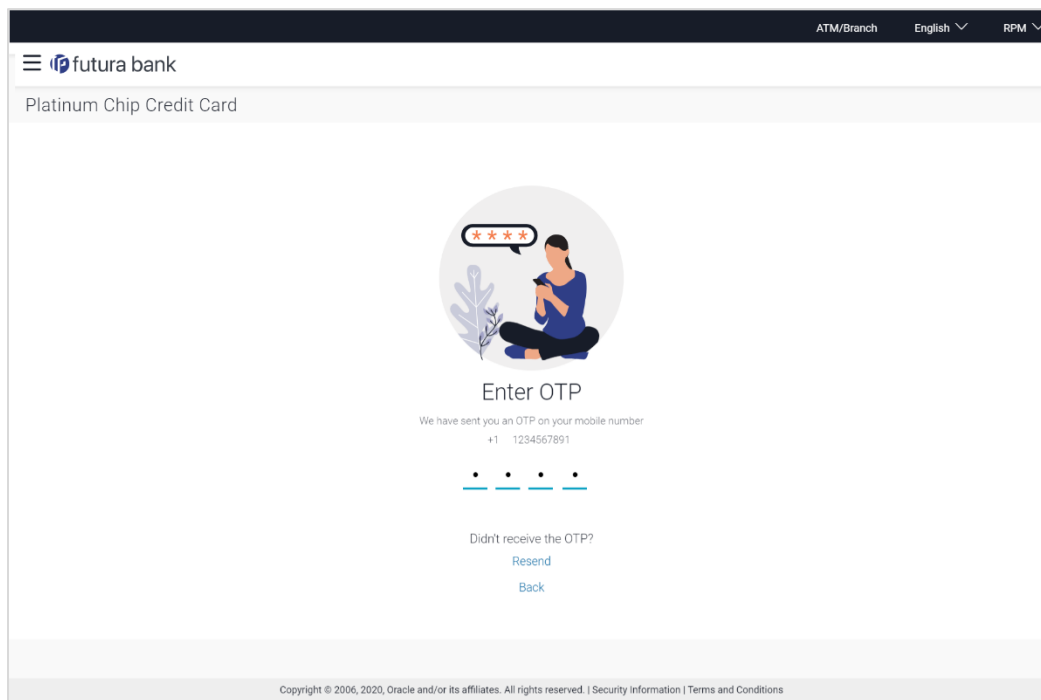 ATM/Branch English RPM
futura bank
Platinum Chip Credit Card
****
Enter OTP
We have sent you an OTP on your mobile number
+1 1234567891
Didn't receive the OTP?
Resend
Back
Copyright © 2006, 2020, Oracle and/or its affiliates. All rights reserved. | Security Information | Terms and Conditions